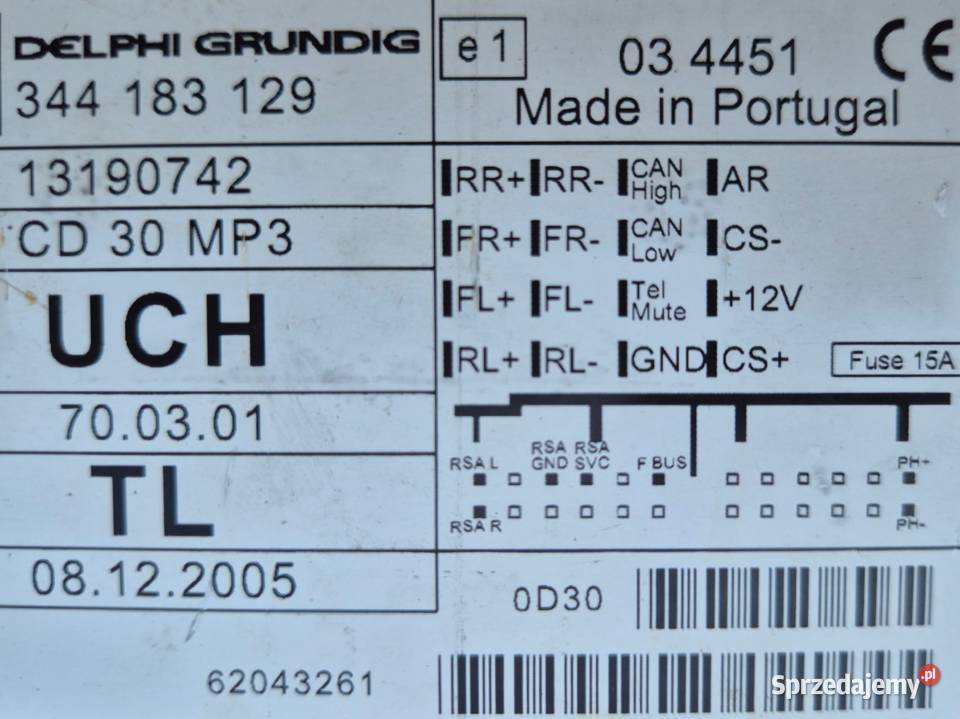 DELPHI GRUNDIG
344 183 129
13190742
CD 30 MP3
UCH
70.03.01
TL
08.12.2005
62043261
e 1
03 4451 CE
Made in Portugal
RR+ RR- CAN High AR
FR+ FR- CAN Low CS-
FL+ FL- Tel Mute +12V
RL+ RL- GND CS+ Fuse 15A
RSA L RSA GND RSA SVC F BUS PH+
RSA R PH-
0D30
Sprzedajemy.pl